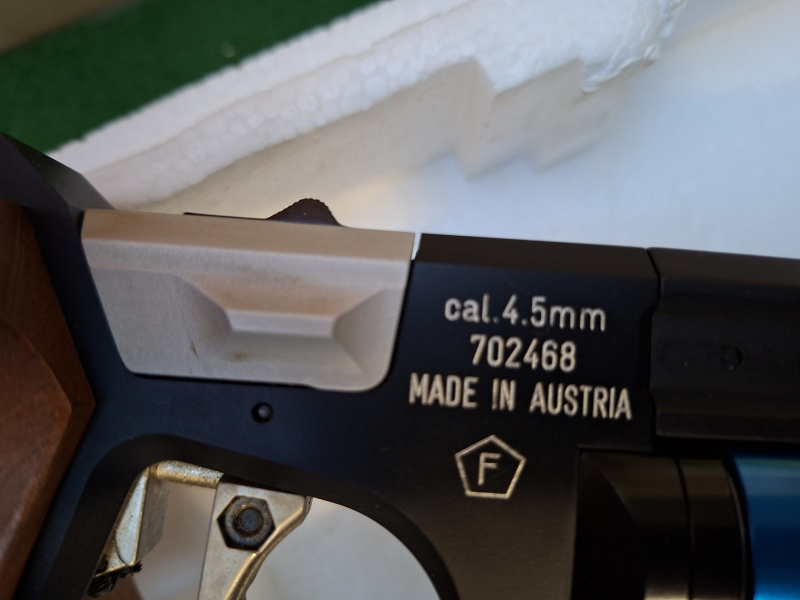 cal.4.5mm
702468
MADE IN AUSTRIA
F